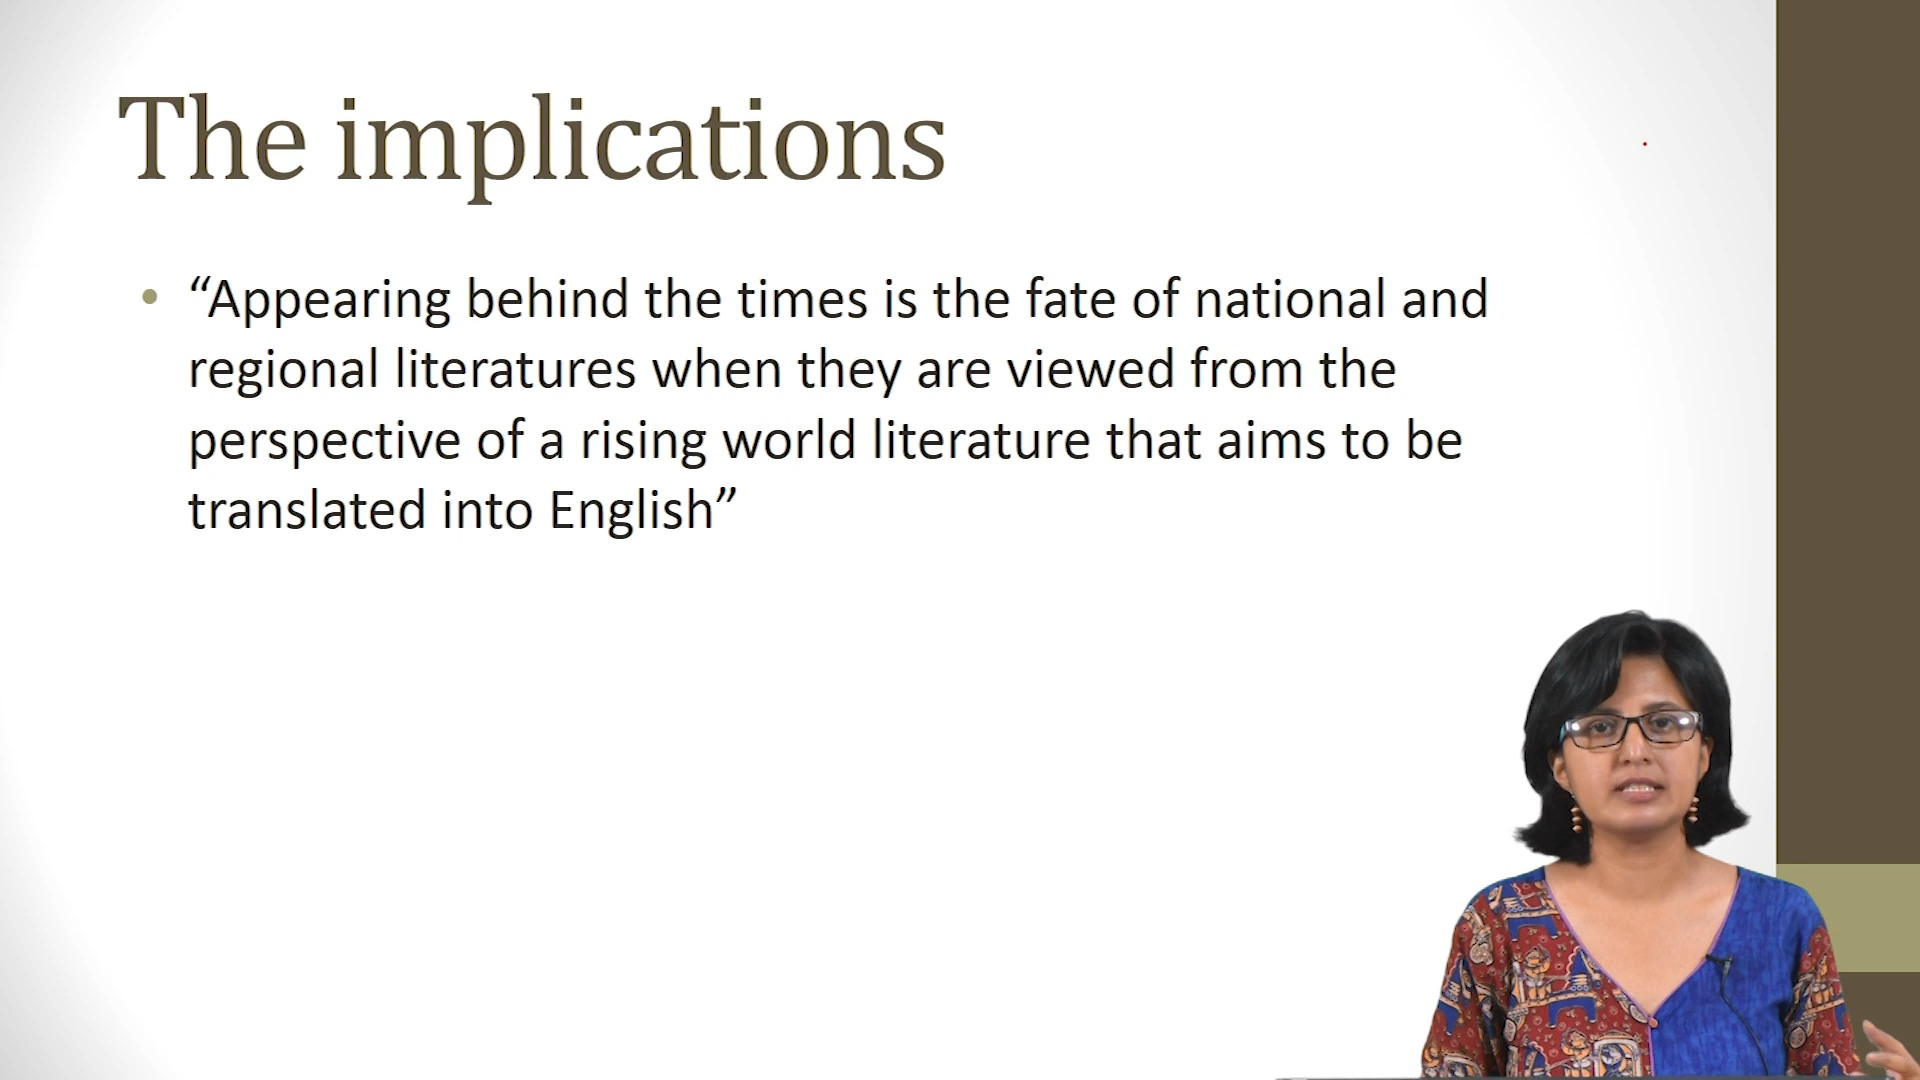 The implications
• “Appearing behind the times is the fate of national and
regional literatures when they are viewed from the
perspective of a rising world literature that aims to be
translated into English”